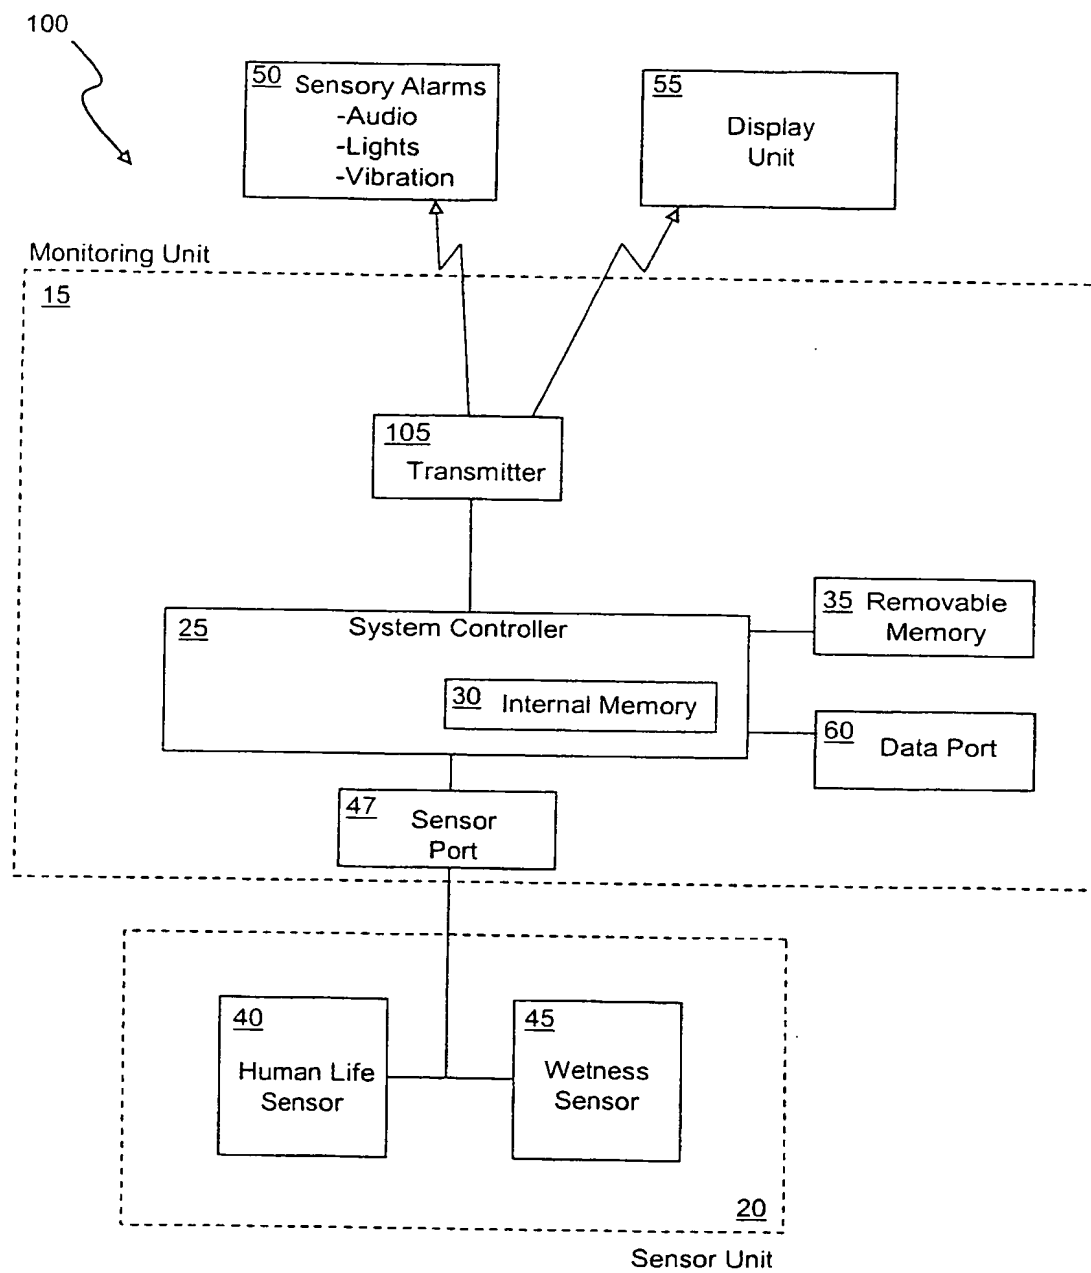 100
50 Sensory Alarms
-Audio
-Lights
-Vibration
55
Display
Unit
Monitoring Unit
15
105
Transmitter
25 System Controller
35 Removable
Memory
30 Internal Memory
60 Data Port
47
Sensor
Port
40
Human Life
Sensor
45
Wetness
Sensor
20
Sensor Unit